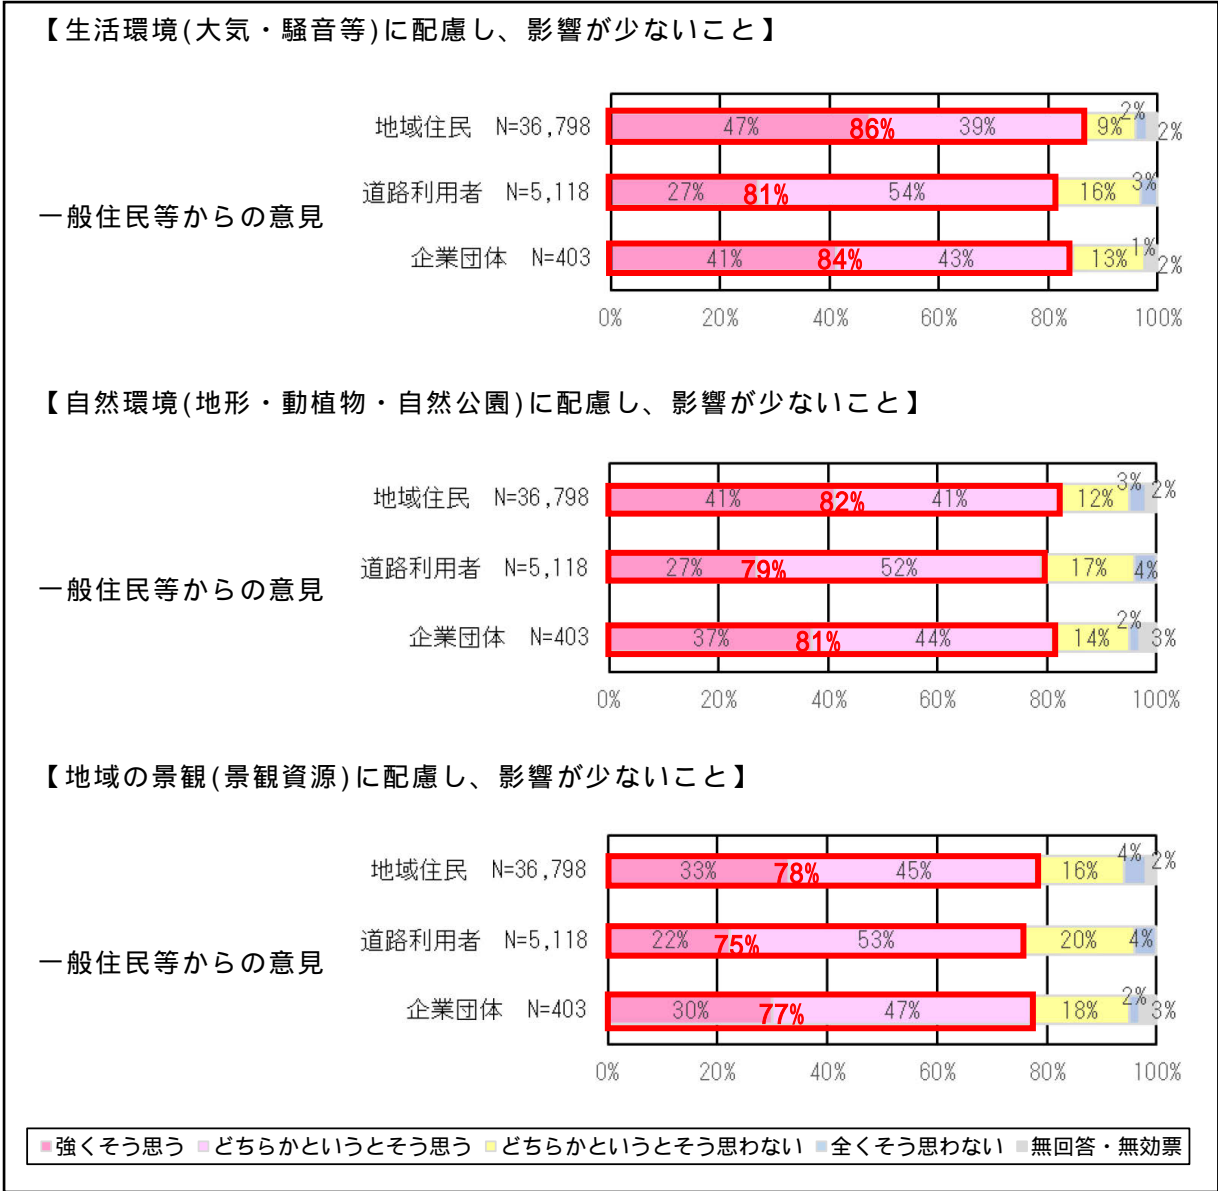 【生活環境(大気・騒音等)に配慮し、影響が少ないこと】
地域住民 N=36,798 47% 86% 39% 9% 2% 2%
一般住民等からの意見
道路利用者 N=5,118 27% 81% 54% 16% 3%
企業団体 N=403 41% 84% 43% 13% 1% 2%
0% 20% 40% 60% 80% 100%
【自然環境(地形・動植物・自然公園)に配慮し、影響が少ないこと】
地域住民 N=36,798 41% 82% 41% 12% 3% 2%
一般住民等からの意見
道路利用者 N=5,118 27% 79% 52% 17% 4%
企業団体 N=403 37% 81% 44% 14% 2% 3%
0% 20% 40% 60% 80% 100%
【地域の景観(景観資源)に配慮し、影響が少ないこと】
地域住民 N=36,798 33% 78% 45% 16% 4% 2%
一般住民等からの意見
道路利用者 N=5,118 22% 75% 53% 20% 4%
企業団体 N=403 30% 77% 47% 18% 2% 3%
0% 20% 40% 60% 80% 100%
強くそう思う どちらかというとそう思う どちらかというとそう思わない 全くそう思わない 無回答・無効票